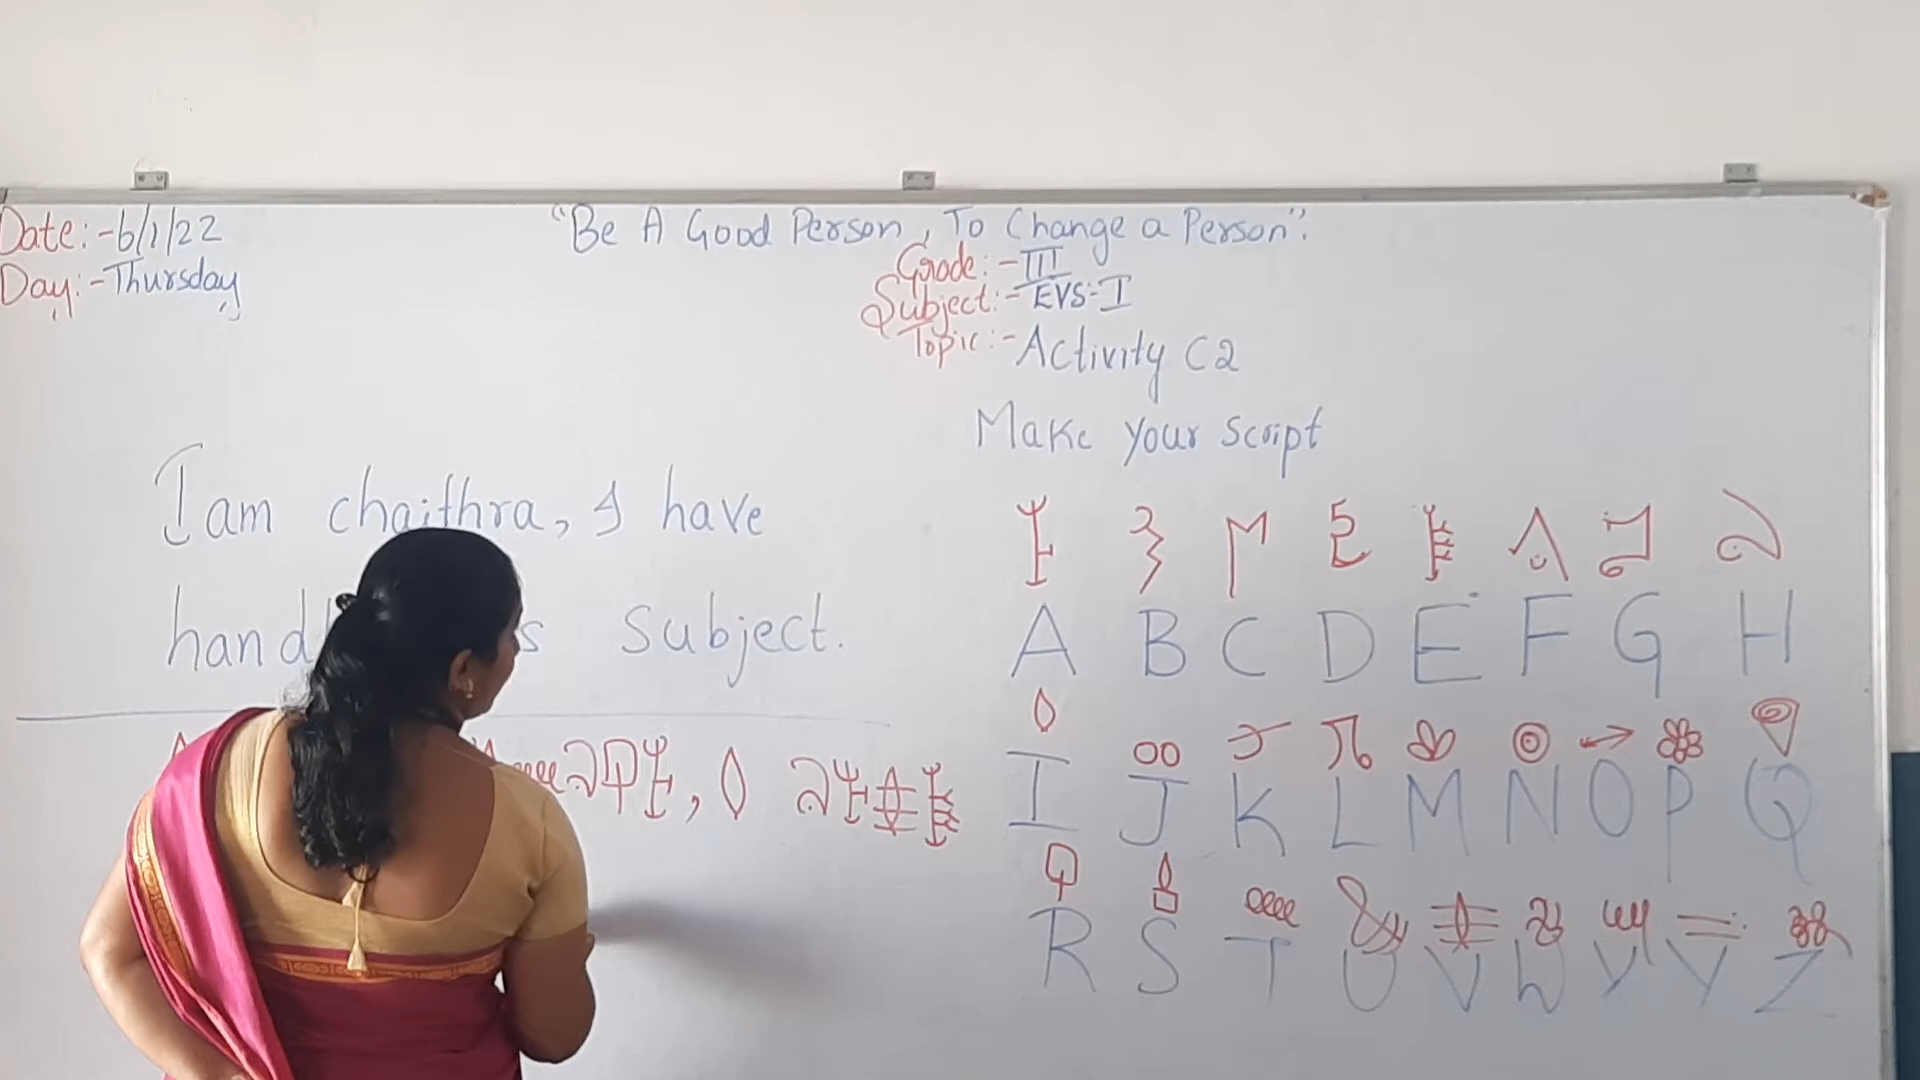 Date:-6/1/22
Day:-Thursday
"Be A Good Person, To Change a Person".
Grade:-III
Subject:-EVS-I
Topic:-Activity C2
Make your script
I am chaithra, I have
subject.
A B C D E F G H
I J K L M N O P Q
R S T U V W Y Z